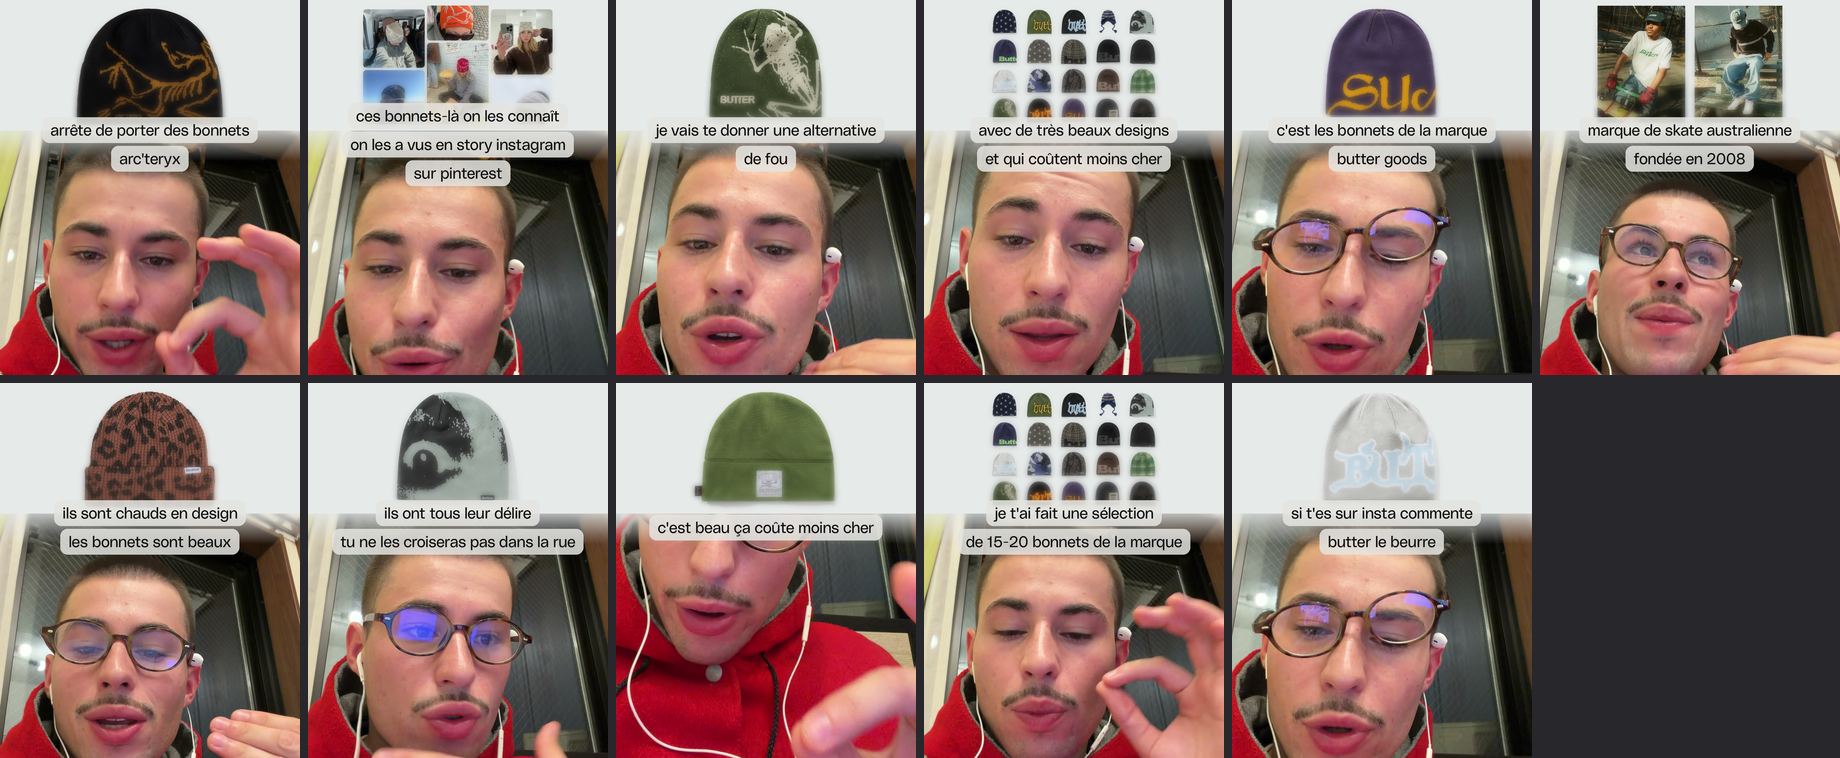 arrête de porter des bonnets
arc'teryx
ces bonnets-là on les connaît
on les a vus en story instagram
sur pinterest
BUTTER
je vais te donner une alternative
de fou
avec de très beaux designs
et qui coûtent moins cher
c'est les bonnets de la marque
butter goods
marque de skate australienne
fondée en 2008
ils sont chauds en design
les bonnets sont beaux
ils ont tous leur délire
tu ne les croiseras pas dans la rue
c'est beau ça coûte moins cher
je t'ai fait une sélection
de 15-20 bonnets de la marque
si t'es sur insta commente
butter le beurre